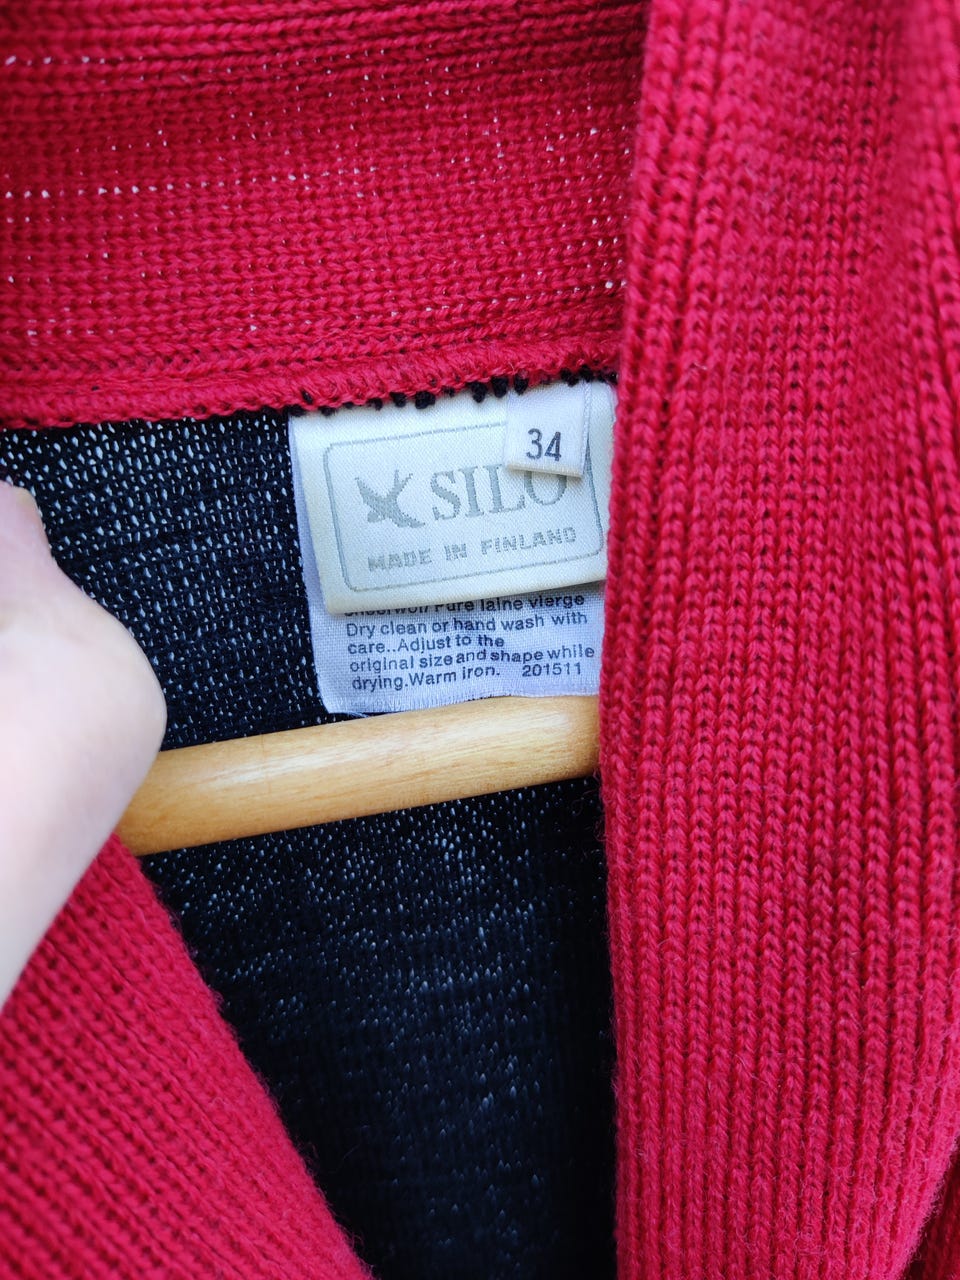 34
SILO
MADE IN FINLAND
Pure laine vierge
Dry clean or hand wash with
care..Adjust to the
original size and shape while
drying.Warm iron. 201511